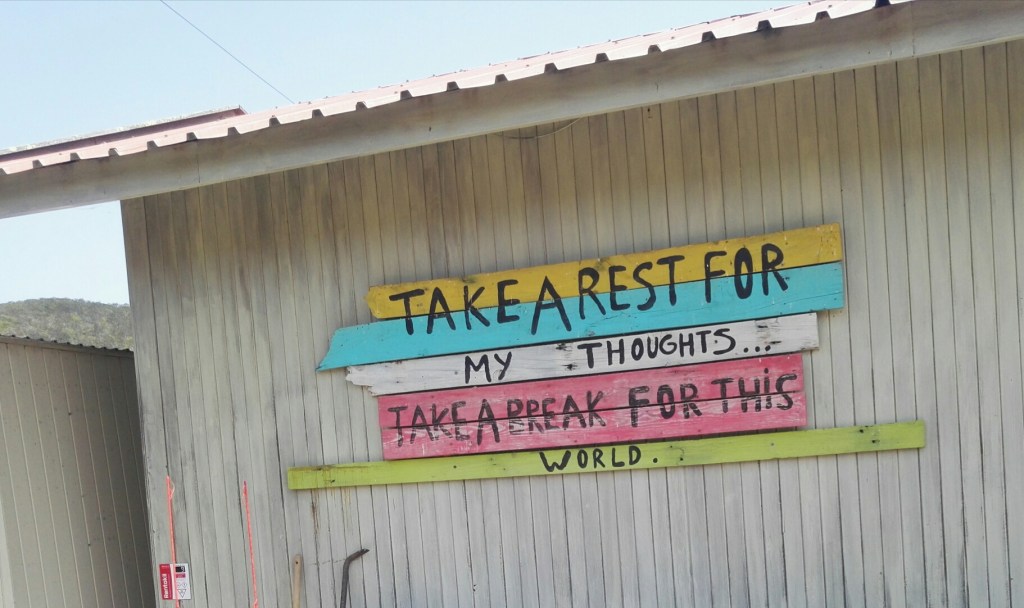 TAKE A REST FOR
MY THOUGHTS...
TAKE A BREAK FOR THIS
WORLD.